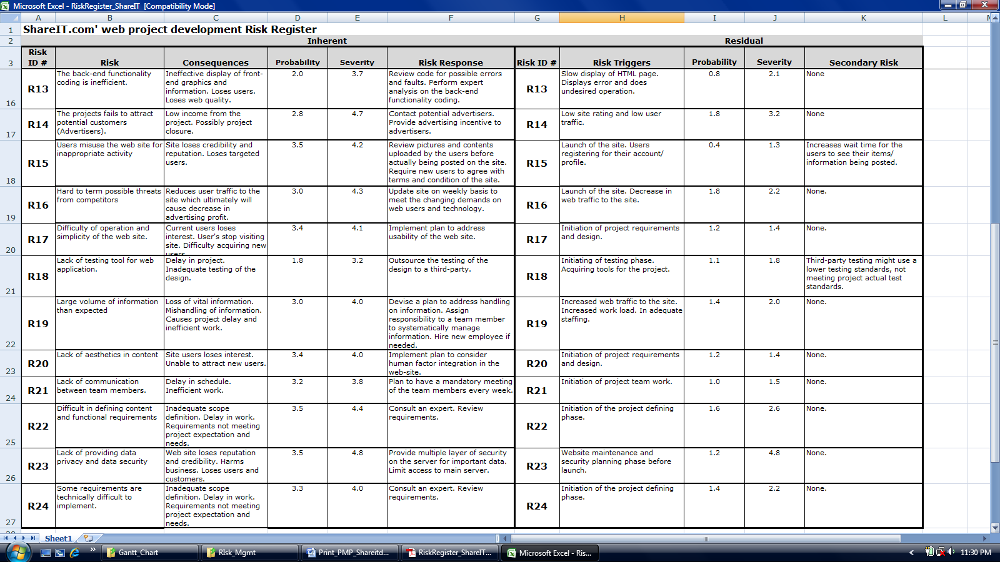 Microsoft Excel - RiskRegister_ShareIT [Compatibility Mode]
A B C D E F G H I J K L
1 ShareIT.com' web project development Risk Register
2 Inherent Residual
3 Risk ID # Risk Consequences Probability Severity Risk Response Risk ID # Risk Triggers Probability Severity Secondary Risk
16 R13
The back-end functionality
coding is inefficient.
Ineffective display of front-
end graphics and
information. Loses users.
Loses web quality.
2.0 3.7
Review code for possible errors
and faults. Perform expert
analysis on the back-end
functionality coding.
R13
Slow display of HTML page.
Displays error and does
undesired operation.
0.8 2.1 None
17 R14
The projects fails to attract
potential customers
(Advertisers).
Low income from the
project. Possibly project
closure.
2.8 4.7
Contact potential advertisers.
Provide advertising incentive to
advertisers.
R14
Low site rating and low user
traffic.
1.8 3.2 None
18 R15
Users misuse the web site for
inappropriate activity
Site loses credibility and
reputation. Loses targeted
users.
3.5 4.2
Review pictures and contents
uploaded by the users before
actually being posted on the site.
Require new users to agree with
terms and condition of the site.
R15
Launch of the site. Users
registering for their account/
profile.
0.4 1.3
Increases wait time for the
users to see their items/
information being posted.
19 R16
Hard to term possible threats
from competitors
Reduces user traffic to the
site which ultimately will
cause decrease in
advertising profit.
3.0 4.3
Update site on weekly basis to
meet the changing demands on
web users and technology.
R16
Launch of the site. Decrease in
web traffic to the site.
1.8 2.2 None.
20 R17
Difficulty of operation and
simplicity of the web site.
Current users loses
interest. User's stop visiting
site. Difficulty acquiring new
users.
3.4 4.1
Implement plan to address
usability of the web site.
R17
Initiation of project requirements
and design.
1.2 1.4 None.
21 R18
Lack of testing tool for web
application.
Delay in project.
Inadequate testing of the
design.
1.8 3.2
Outsource the testing of the
design to a third-party.
R18
Initiating of testing phase.
Acquiring tools for the project.
1.1 1.8
Third-party testing might use a
lower testing standards, not
meeting project actual test
standards.
22 R19
Large volume of information
than expected
Loss of vital information.
Mishandling of information.
Causes project delay and
inefficient work.
3.0 4.0
Devise a plan to address handling
on information. Assign
responsibility to a team member
to systematically manage
information. Hire new employee if
needed.
R19
Increased web traffic to the site.
Increased work load. In adequate
staffing.
1.4 2.0 None.
23 R20
Lack of aesthetics in content
Site users loses interest.
Unable to attract new users.
3.4 4.0
Implement plan to consider
human factor integration in the
web-site.
R20
Initiation of project requirements
and design.
1.2 1.4 None.
24 R21
Lack of communication
between team members.
Delay in schedule.
Inefficient work.
3.2 3.8
Plan to have a mandatory meeting
of the team members every week.
R21
Initiation of project team work.
1.0 1.5 None.
25 R22
Difficult in defining content
and functional requirements
Inadequate scope
definition. Delay in work.
Requirements not meeting
project expectation and
needs.
3.5 4.4
Consult an expert. Review
requirements.
R22
Initiation of the project defining
phase.
1.6 2.6 None.
26 R23
Lack of providing data
privacy and data security
Web site loses reputation
and credibility. Harms
business. Loses users and
customers.
3.5 4.8
Provide multiple layer of security
on the server for important data.
Limit access to main server.
R23
Website maintenance and
security planning phase before
launch.
1.2 4.8 None.
27 R24
Some requirements are
technically difficult to
implement.
Inadequate scope
definition. Delay in work.
Requirements not meeting
project expectation and
needs.
3.3 4.0
Consult an expert. Review
requirements.
R24
Initiation of the project defining
phase.
1.4 2.2 None.
Sheet1
Gantt_Chart RIsk_Mgmt Print_PMP_Shareitd... RiskRegister_ShareIT... Microsoft Excel - Ris... 11:30 PM